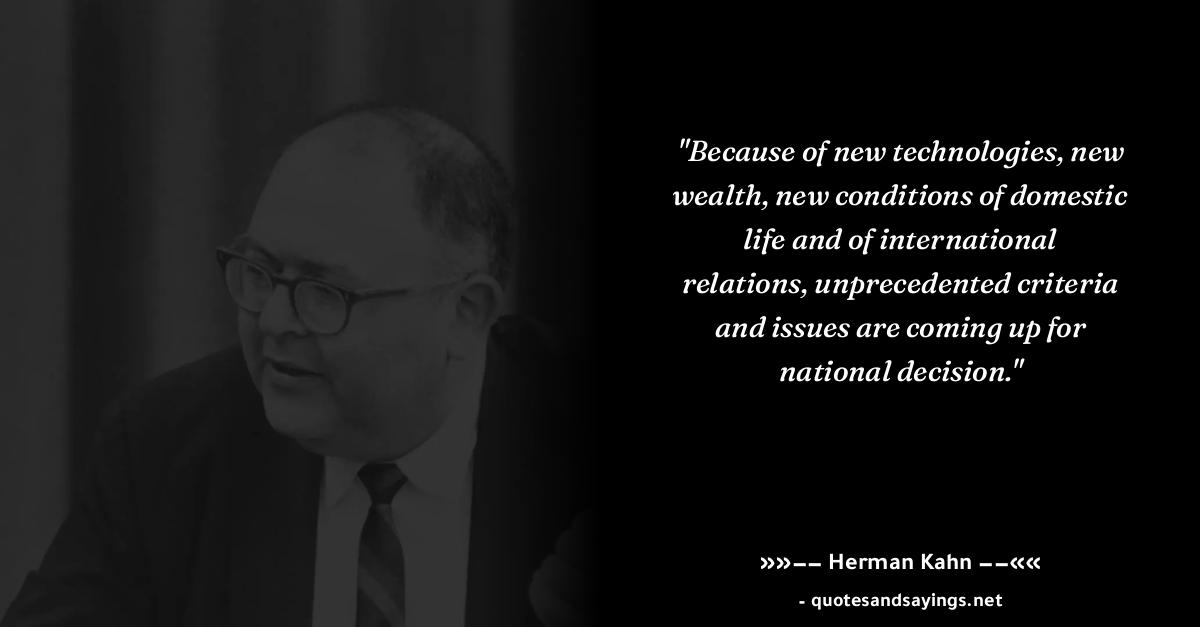 "Because of new technologies, new
wealth, new conditions of domestic
life and of international
relations, unprecedented criteria
and issues are coming up for
national decision."
»»–– Herman Kahn ––««
- quotesandsayings.net